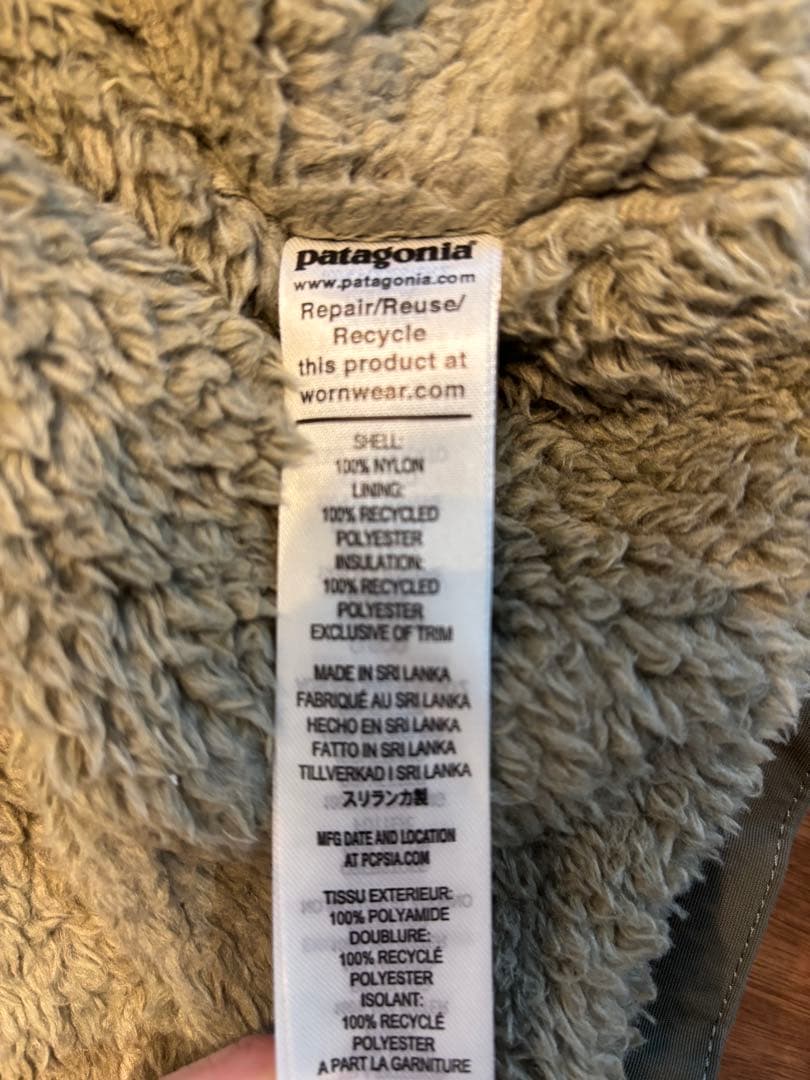 patagonia
www.patagonia.com
Repair/Reuse/
Recycle
this product at
wornwear.com
SHELL:
100% NYLON
LINING:
100% RECYCLED
POLYESTER
INSULATION:
100% RECYCLED
POLYESTER
EXCLUSIVE OF TRIM
MADE IN SRI LANKA
FABRIQUÉ AU SRI LANKA
HECHO EN SRI LANKA
FATTO IN SRI LANKA
TILLVERKAD I SRI LANKA
スリランカ製
MFG DATE AND LOCATION
AT PCPSIA.COM
TISSU EXTERIEUR:
100% POLYAMIDE
DOUBLURE:
100% RECYCLÉ
POLYESTER
ISOLANT:
100% RECYCLÉ
POLYESTER
A PART LA GARNITURE